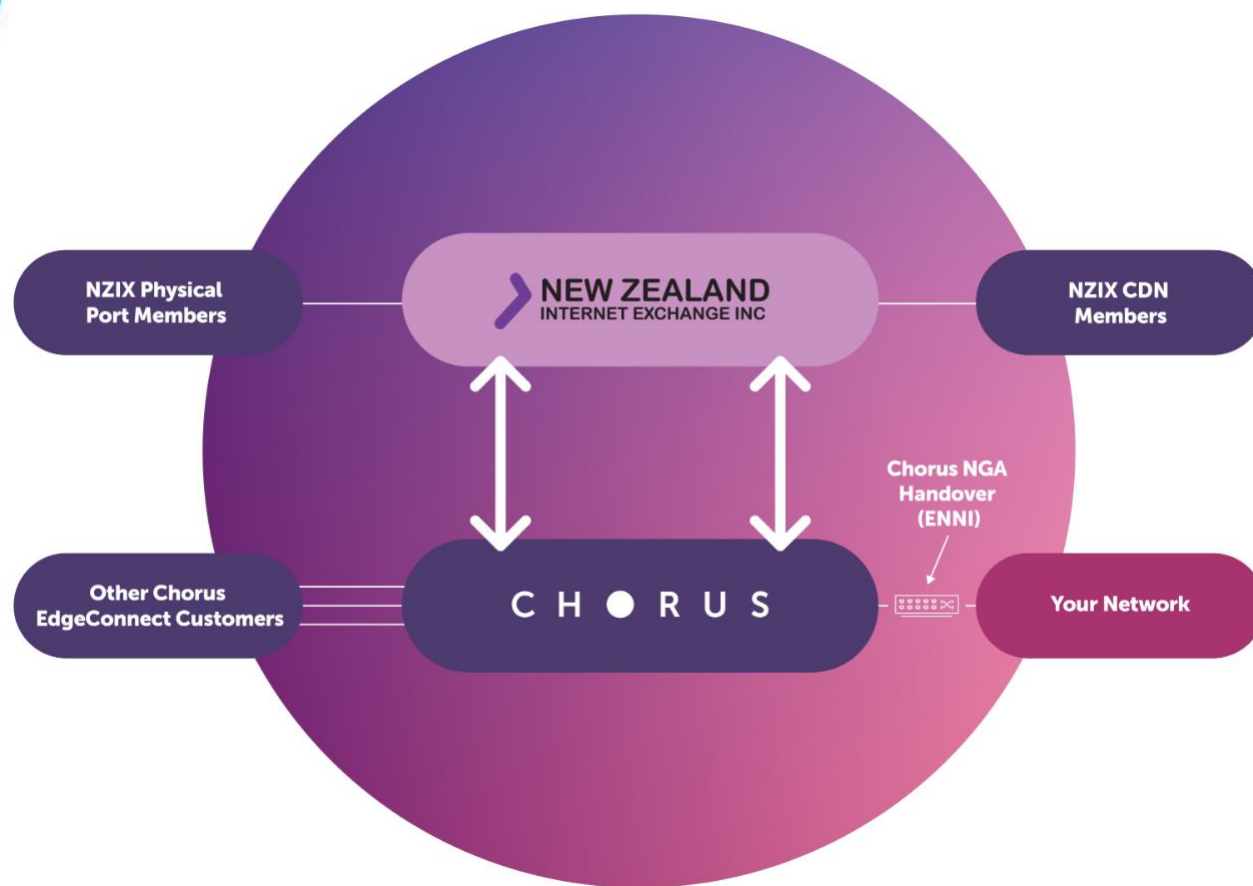 NZIX Physical
Port Members
NEW ZEALAND
INTERNET EXCHANGE INC
NZIX CDN
Members
Chorus NGA
Handover
(ENNI)
Other Chorus
EdgeConnect Customers
CHORUS
Your Network